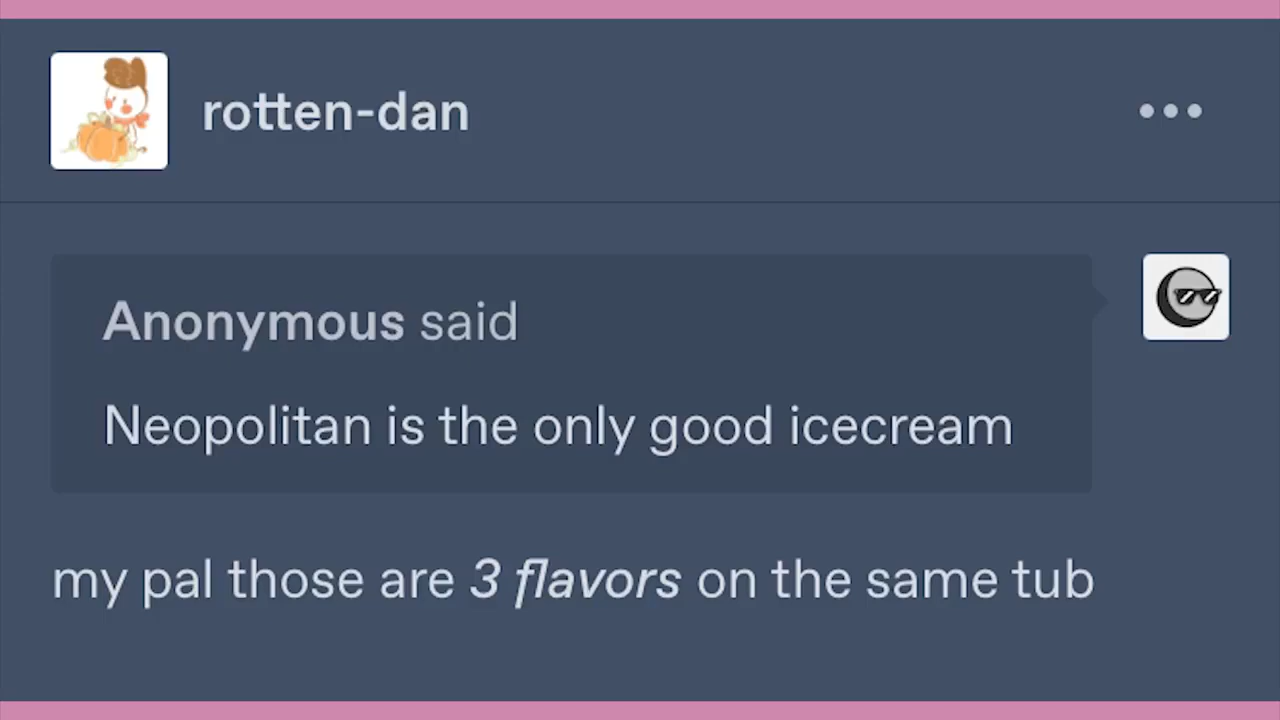 rotten-dan
Anonymous said
Neopolitan is the only good icecream
my pal those are 3 flavors on the same tub